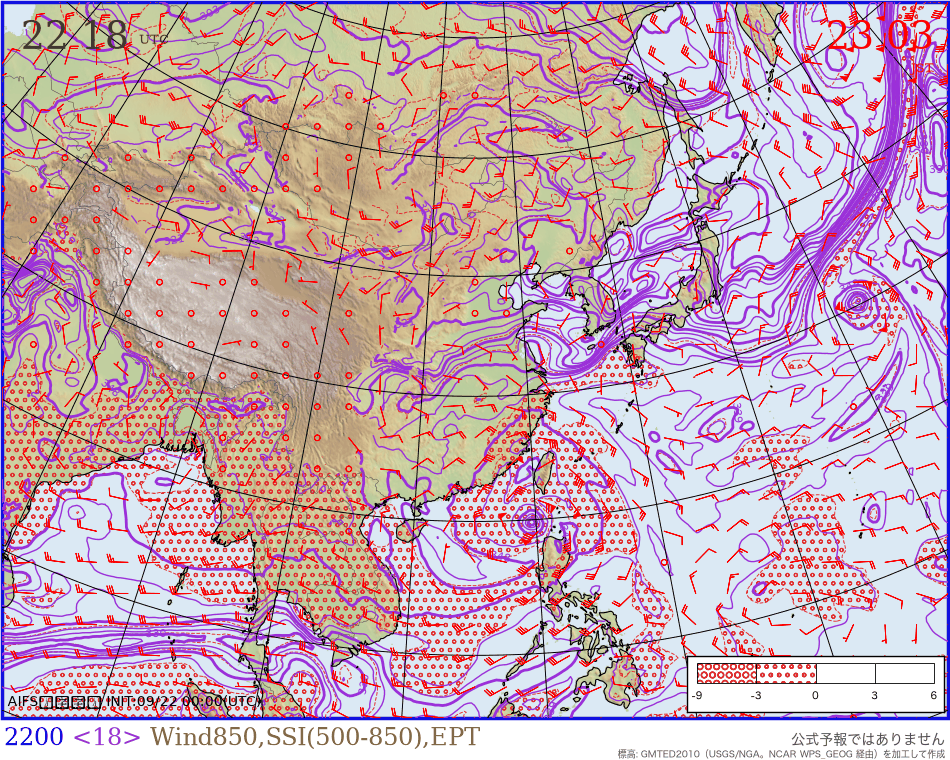 22 18 UTC
23 03
AIFS INIT:09/22 00:00(UTC)
-9 -3 0 3 6
2200 <18> Wind850,SSI(500-850),EPT
公式予報ではありません
標高: GMTED2010（USGS/NGA。NCAR WPS_GEOG 経由）を加工して作成